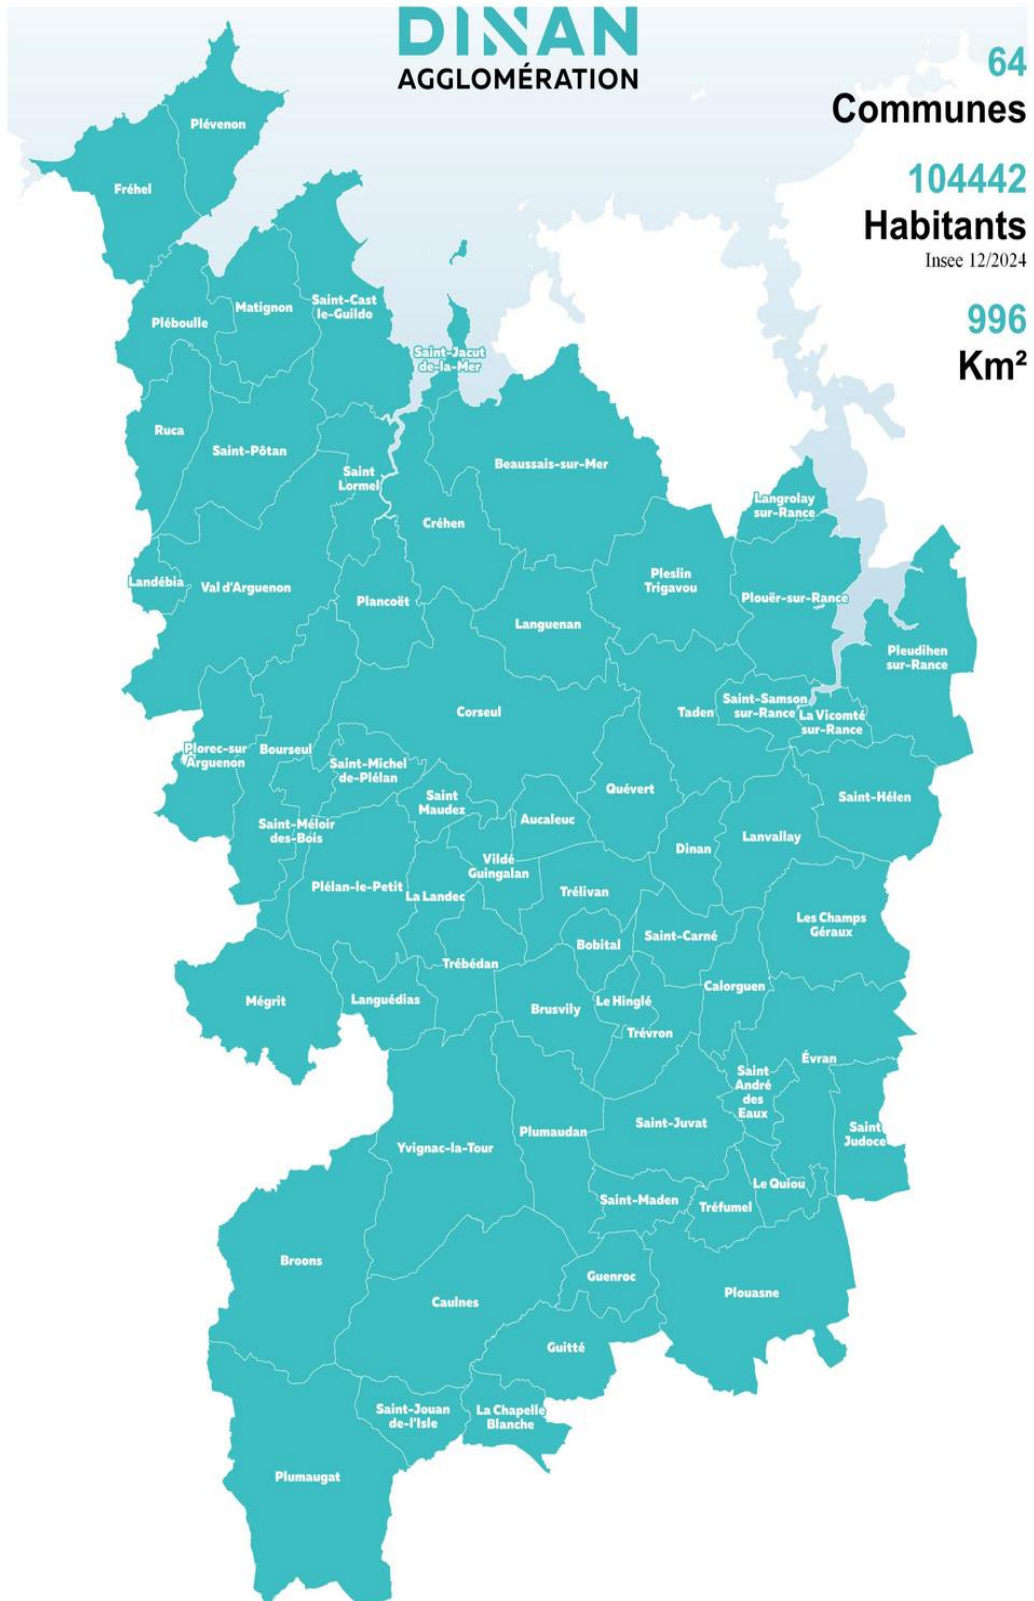 DINAN
AGGLOMÉRATION
64
Communes
104442
Habitants
Insee 12/2024
996
Km²
Plévenon
Fréhel
Matignon
Saint-Cast
le-Guildo
Pléboulle
Saint-Jacut
de-la-Mer
Ruca
Saint-Pôtan
Saint
Lormel
Beaussais-sur-Mer
Langrolay
sur-Rance
Créhen
Landébia
Val d'Arguenon
Plancoët
Pleslin
Trigavou
Plouër-sur-Rance
Languenan
Pleudihen
sur-Rance
Corseul
Taden
Saint-Samson
sur-Rance
La Vicomté
sur-Rance
Plorec-sur
Arguenon
Bourseul
Saint-Michel
de-Plélan
Quévert
Saint-Hélen
Saint
Maudez
Aucaleuc
Saint-Méloir
des-Bois
Lanvallay
Dinan
Vildé
Guingalan
Plélan-le-Petit
La Landec
Trélivan
Les Champs
Géraux
Bobital
Saint-Carné
Trébédan
Calorguen
Mégrit
Languédias
Brusvily
Le Hinglé
Trévron
Évran
Saint
André
des
Eaux
Saint-Juvat
Plumaudan
Saint
Judoce
Yvignac-la-Tour
Le Quiou
Saint-Maden
Tréfumel
Broons
Guenroc
Plouasne
Caulnes
Guitté
Saint-Jouan
de-l'Isle
La Chapelle
Blanche
Plumaugat